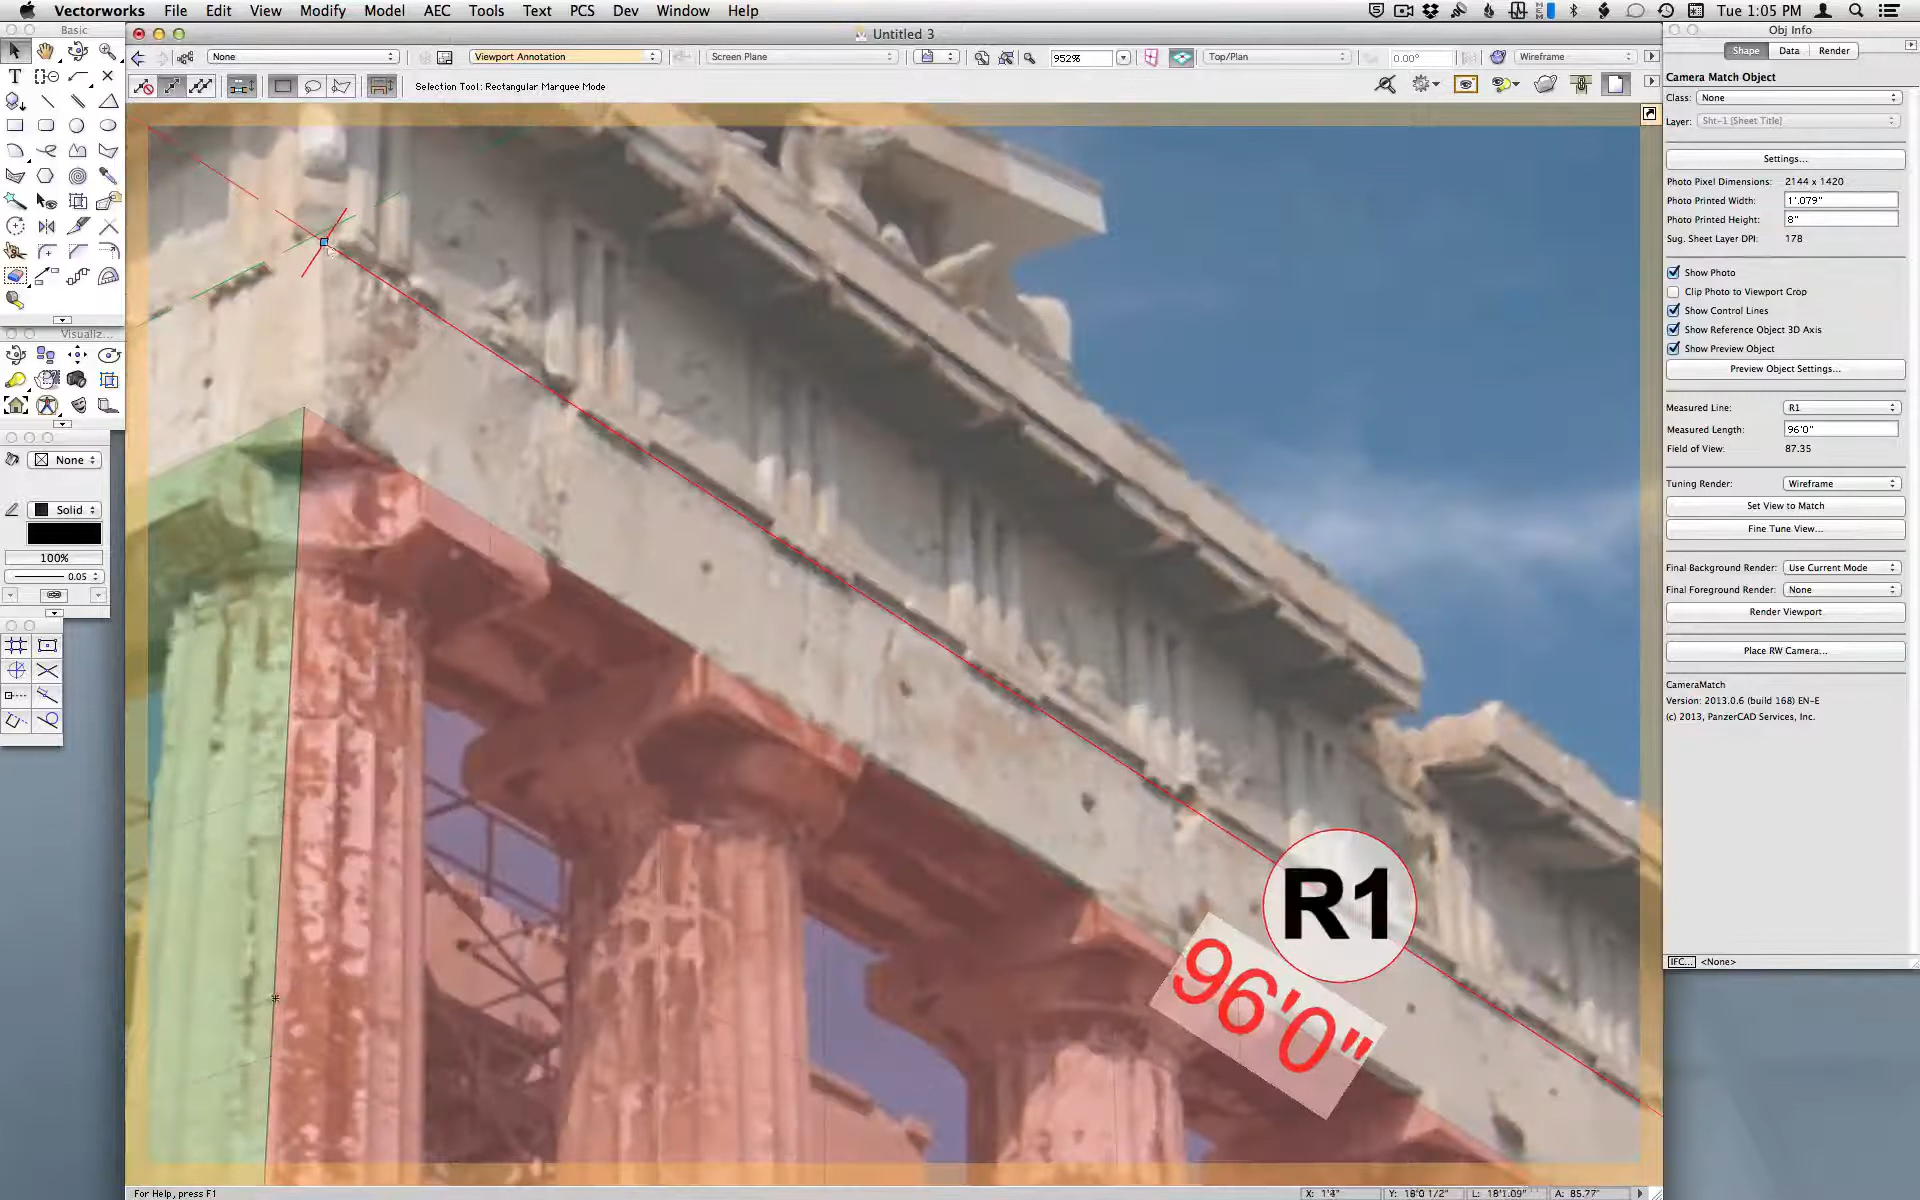 Vectorworks File Edit View Modify Model AEC Tools Text PCS Dev Window Help Tue 1:05 PM
Basic
Untitled 3
Obj Info
None Viewport Annotation Screen Plane 952% Top/Plan 0.00° Wireframe
Selection Tool: Rectangular Marquee Mode
Shape Data Render
Camera Match Object
Class: None
Layer: Sht-1 [Sheet Title]
Settings...
Photo Pixel Dimensions: 2144 x 1420
Photo Printed Width: 1'.079"
Photo Printed Height: 8"
Sug. Sheet Layer DPI: 178
Show Photo
Clip Photo to Viewport Crop
Show Control Lines
Show Reference Object 3D Axis
Show Preview Object
Preview Object Settings...
Measured Line: R1
Measured Length: 96'0"
Field of View: 87.35
Tuning Render: Wireframe
Set View to Match
Fine Tune View...
Final Background Render: Use Current Mode
Final Foreground Render: None
Render Viewport
Place RW Camera...
CameraMatch
Version: 2013.0.6 (build 168) EN-E
(c) 2013, PanzerCAD Services, Inc.
IFC... <None>
Visualiz...
None
Solid
100%
0.05
R1
96'0"
For Help, press F1
X: 1'4" Y: 16'0 1/2" L: 18'1.09" A: 85.77°